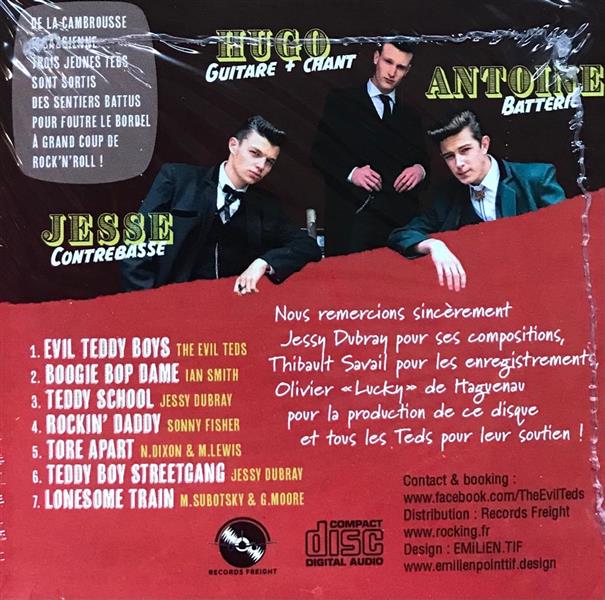 DE LA CAMBROUSSE
TROIS JEUNES TEDS
SONT SORTIS
DES SENTIERS BATTUS
POUR FOUTRE LE BORDEL
À GRAND COUP DE
ROCK'N'ROLL !
HUGO
GUITARE + CHANT
ANTOINE
BATTERIE
JESSE
CONTREBASSE
Nous remercions sincèrement
Jessy Dubray pour ses compositions,
Thibault Savail pour les enregistrements
Olivier «Lucky» de Haguenau
pour la production de ce disque
et tous les Teds pour leur soutien !
1. EVIL TEDDY BOYS THE EVIL TEDS
2. BOOGIE BOP DAME IAN SMITH
3. TEDDY SCHOOL JESSY DUBRAY
4. ROCKIN' DADDY SONNY FISHER
5. TORE APART N.DIXON & M.LEWIS
6. TEDDY BOY STREETGANG JESSY DUBRAY
7. LONESOME TRAIN M.SUBOTSKY & G.MOORE
Contact & booking :
www.facebook.com/TheEvilTeds
Distribution : Records Freight
www.rocking.fr
Design : EMILIEN.TIF
www.emilienpointtif.design
RECORDS FREIGHT
COMPACT
disc
DIGITAL AUDIO